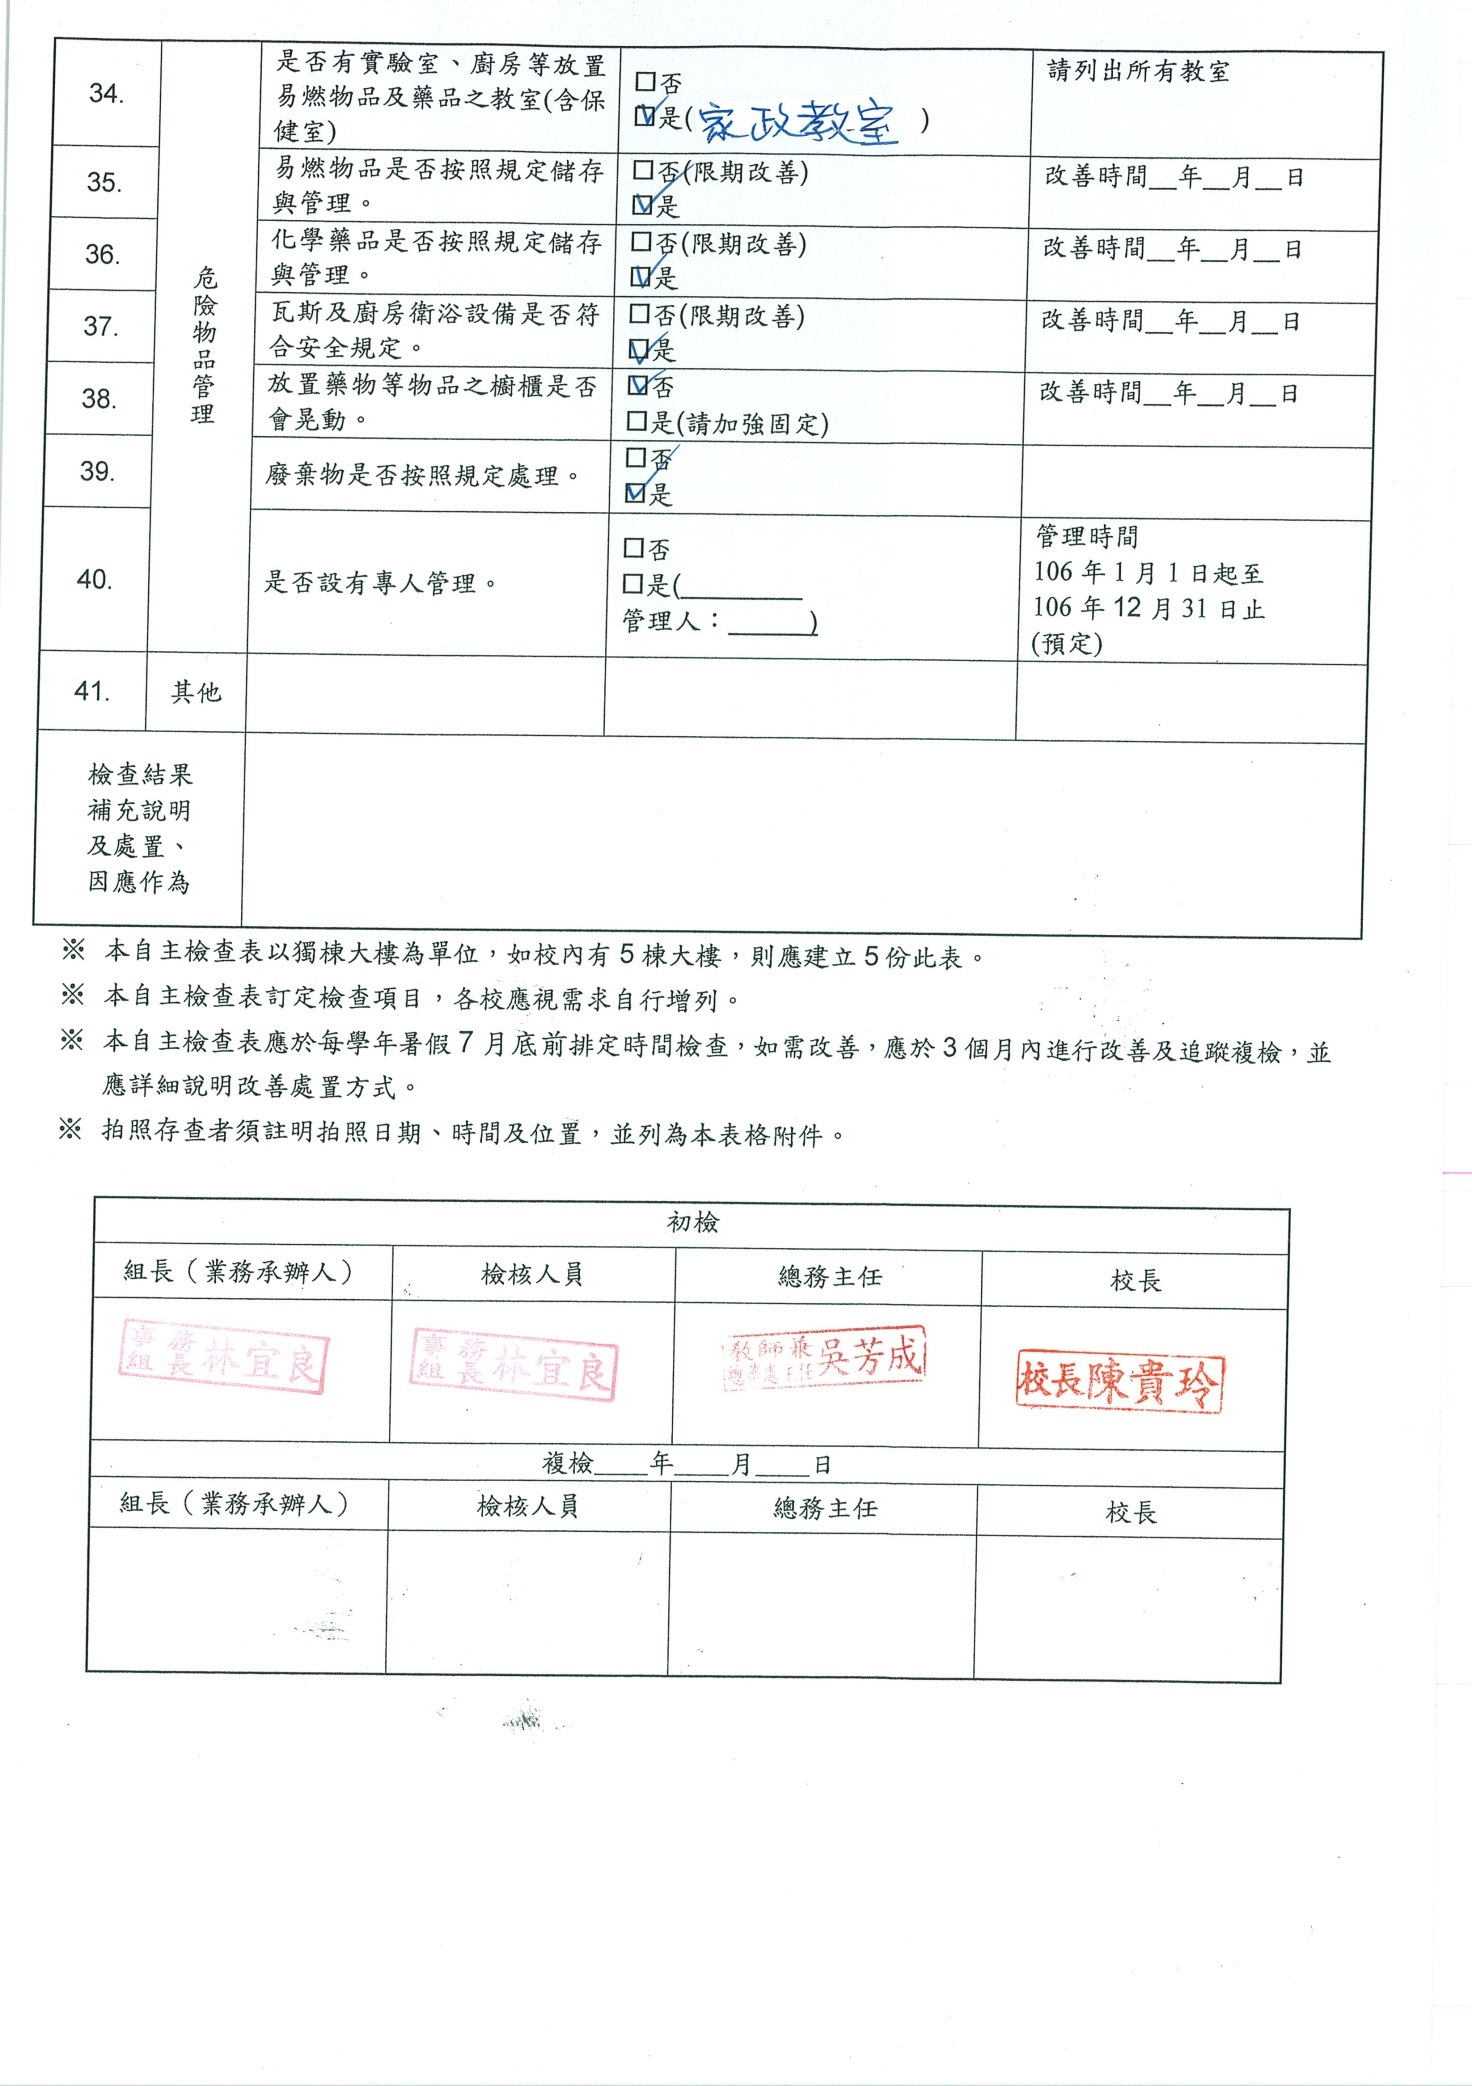 34.
危險物品管理
是否有實驗室、廚房等放置
易燃物品及藥品之教室(含保
健室)
□否
☑是(家政教室)
請列出所有教室
35.
易燃物品是否按照規定儲存
與管理。
□否(限期改善)
☑是
改善時間__年__月__日
36.
化學藥品是否按照規定儲存
與管理。
□否(限期改善)
☑是
改善時間__年__月__日
37.
瓦斯及廚房衛浴設備是否符
合安全規定。
□否(限期改善)
☑是
改善時間__年__月__日
38.
放置藥物等物品之櫥櫃是否
會晃動。
☑否
□是(請加強固定)
改善時間__年__月__日
39.
廢棄物是否按照規定處理。
□否
☑是
40.
是否設有專人管理。
□否
□是(________
管理人：______)
管理時間
106 年 1 月 1 日起至
106 年 12 月 31 日止
(預定)
41.
其他
檢查結果
補充說明
及處置、
因應作為
※ 本自主檢查表以獨棟大樓為單位，如校內有 5 棟大樓，則應建立 5 份此表。
※ 本自主檢查表訂定檢查項目，各校應視需求自行增列。
※ 本自主檢查表應於每學年暑假 7 月底前排定時間檢查，如需改善，應於 3 個月內進行改善及追蹤複檢，並
應詳細說明改善處置方式。
※ 拍照存查者須註明拍照日期、時間及位置，並列為本表格附件。
初檢
組長（業務承辦人）
檢核人員
總務主任
校長
事務組長林宜良
事務組長林宜良
教師兼總務處主任吳芳成
校長陳貴玲
複檢____年____月____日
組長（業務承辦人）
檢核人員
總務主任
校長